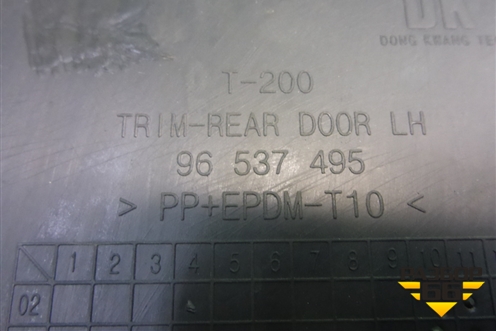 DONG KWANG TE
T-200
TRIM-REAR DOOR LH
96 537 495
> PP+EPDM-T10 <
1 2 3 4 5 6 7 8 9 10 11
02